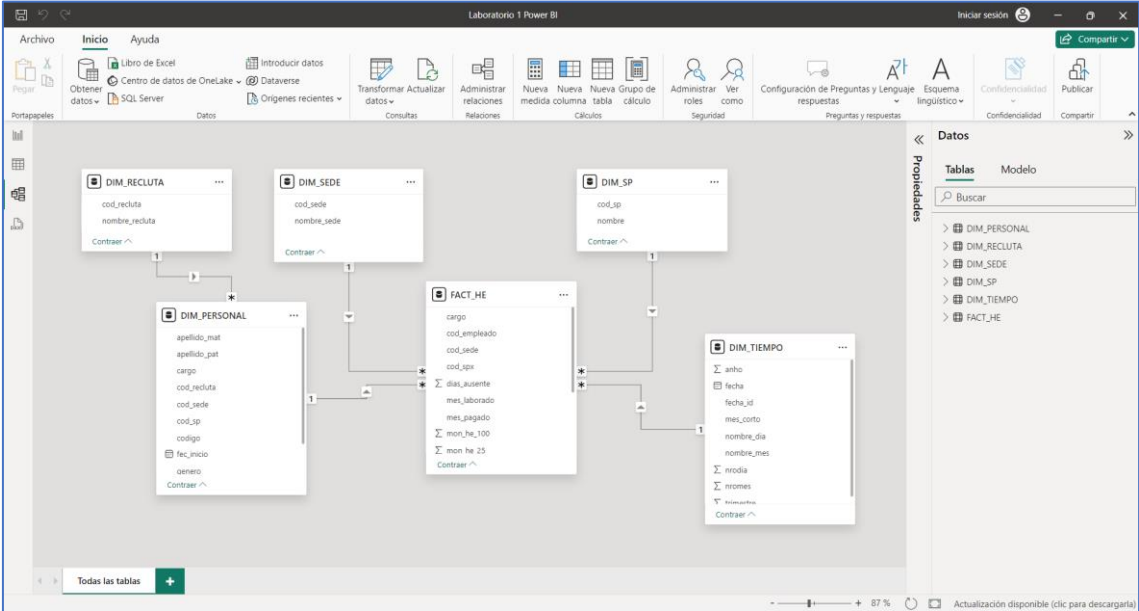 Laboratorio 1 Power BI
Iniciar sesión
Archivo Inicio Ayuda
Compartir
Pegar
Obtener datos
Libro de Excel
Centro de datos de OneLake
SQL Server
Introducir datos
Dataverse
Orígenes recientes
Transformar datos
Actualizar
Administrar relaciones
Nueva medida
Nueva columna
Nueva tabla
Grupo de cálculo
Administrar roles
Ver como
Configuración de Preguntas y respuestas
Lenguaje
Esquema lingüístico
Confidencialidad
Publicar
Portapapeles
Datos
Consultas
Relaciones
Cálculos
Seguridad
Preguntas y respuestas
Confidencialidad
Compartir
DIM_RECLUTA
cod_recluta
nombre_recluta
Contraer
1
*
DIM_SEDE
cod_sede
nombre_sede
Contraer
1
*
DIM_SP
cod_sp
nombre
Contraer
1
*
DIM_PERSONAL
apellido_mat
apellido_pat
cargo
cod_recluta
cod_sede
cod_sp
codigo
fec_inicio
genero
Contraer
1
*
FACT_HE
cargo
cod_empleado
cod_sede
cod_spx
Σ dias_ausente
mes_laborado
mes_pagado
Σ mon_he_100
Σ mon_he_25
Contraer
*
1
DIM_TIEMPO
Σ anho
fecha
fecha_id
mes_corto
nombre_dia
nombre_mes
Σ nrodia
Σ nromes
Σ trimestre
Contraer
Propiedades
Datos
Tablas Modelo
Buscar
DIM_PERSONAL
DIM_RECLUTA
DIM_SEDE
DIM_SP
DIM_TIEMPO
FACT_HE
Todas las tablas
+
- + 87 %
Actualización disponible (clic para descargarla)